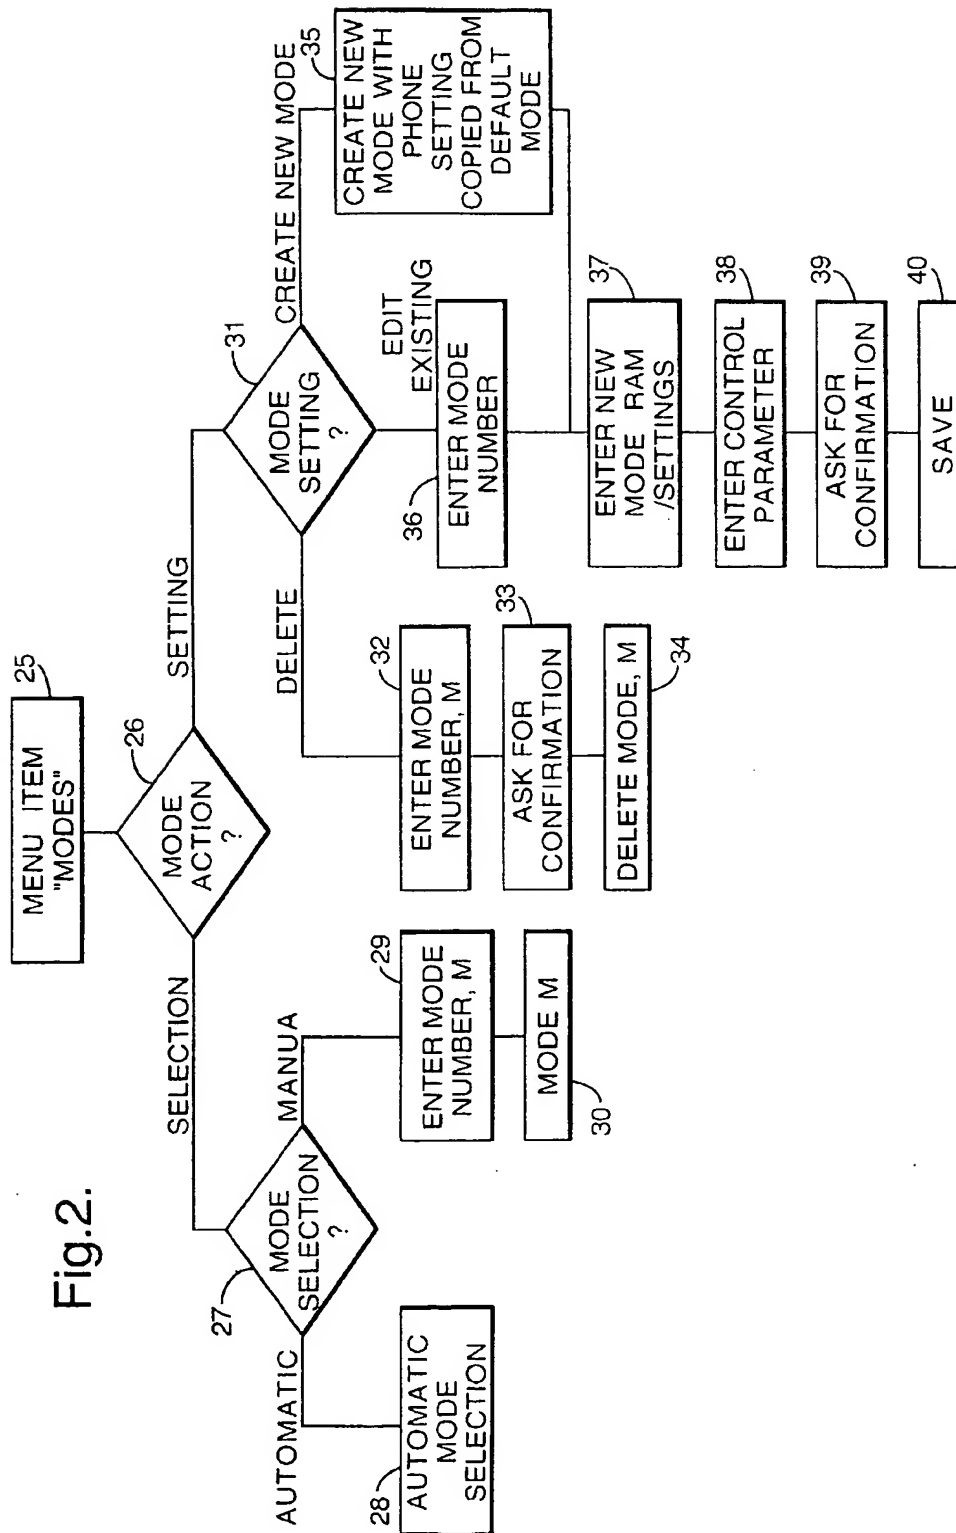 Fig.2.
MENU ITEM
"MODES"
25
MODE
ACTION
?
26
SELECTION
SETTING
MODE
SELECTION
?
27
AUTOMATIC
MANUA
AUTOMATIC
MODE
SELECTION
28
ENTER MODE
NUMBER, M
29
MODE M
30
MODE
SETTING
?
31
DELETE
EDIT
EXISTING
CREATE NEW MODE
ENTER MODE
NUMBER, M
32
ASK FOR
CONFIRMATION
33
DELETE MODE, M
34
CREATE NEW
MODE WITH
PHONE
SETTING
COPIED FROM
DEFAULT
MODE
35
ENTER MODE
NUMBER
36
ENTER NEW
MODE RAM
/SETTINGS
37
ENTER CONTROL
PARAMETER
38
ASK FOR
CONFIRMATION
39
SAVE
40